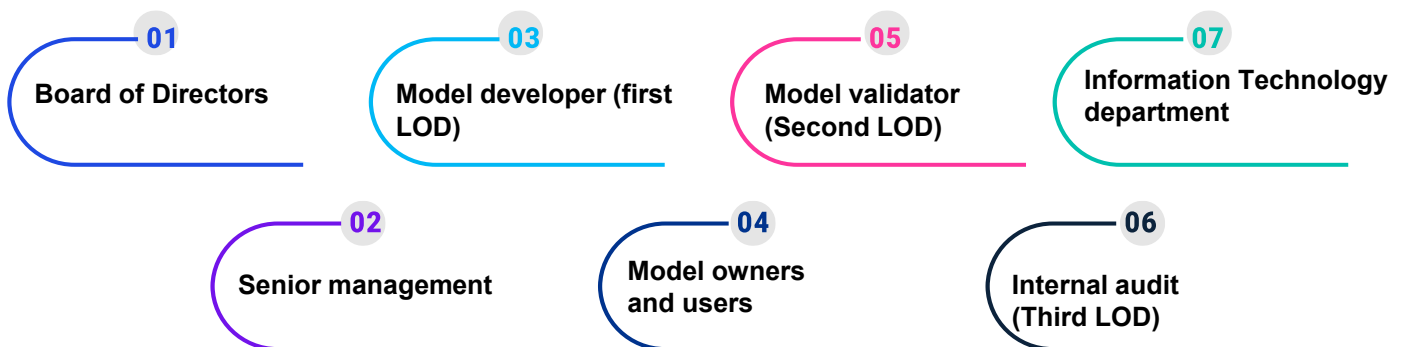 01
Board of Directors
02
Senior management
03
Model developer (first
LOD)
04
Model owners
and users
05
Model validator
(Second LOD)
06
Internal audit
(Third LOD)
07
Information Technology
department